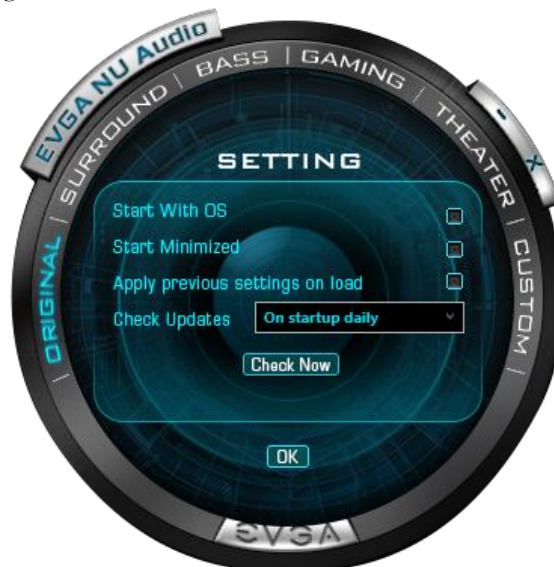 EVGA NU Audio
ORIGINAL | SURROUND | BASS | GAMING | THEATER | CUSTOM |
- x
SETTING
Start With OS
Start Minimized
Apply previous settings on load
Check Updates On startup daily
Check Now
OK
EVGA